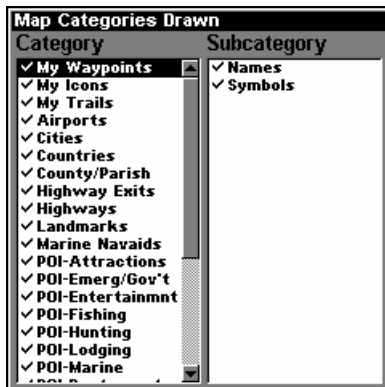 Map Categories Drawn
Category
Subcategory
My Waypoints
My Icons
My Trails
Airports
Cities
Countries
County/Parish
Highway Exits
Highways
Landmarks
Marine Navaids
POI-Attractions
POI-Emerg/Gov't
POI-Entertainmnt
POI-Fishing
POI-Hunting
POI-Lodging
POI-Marine
Names
Symbols